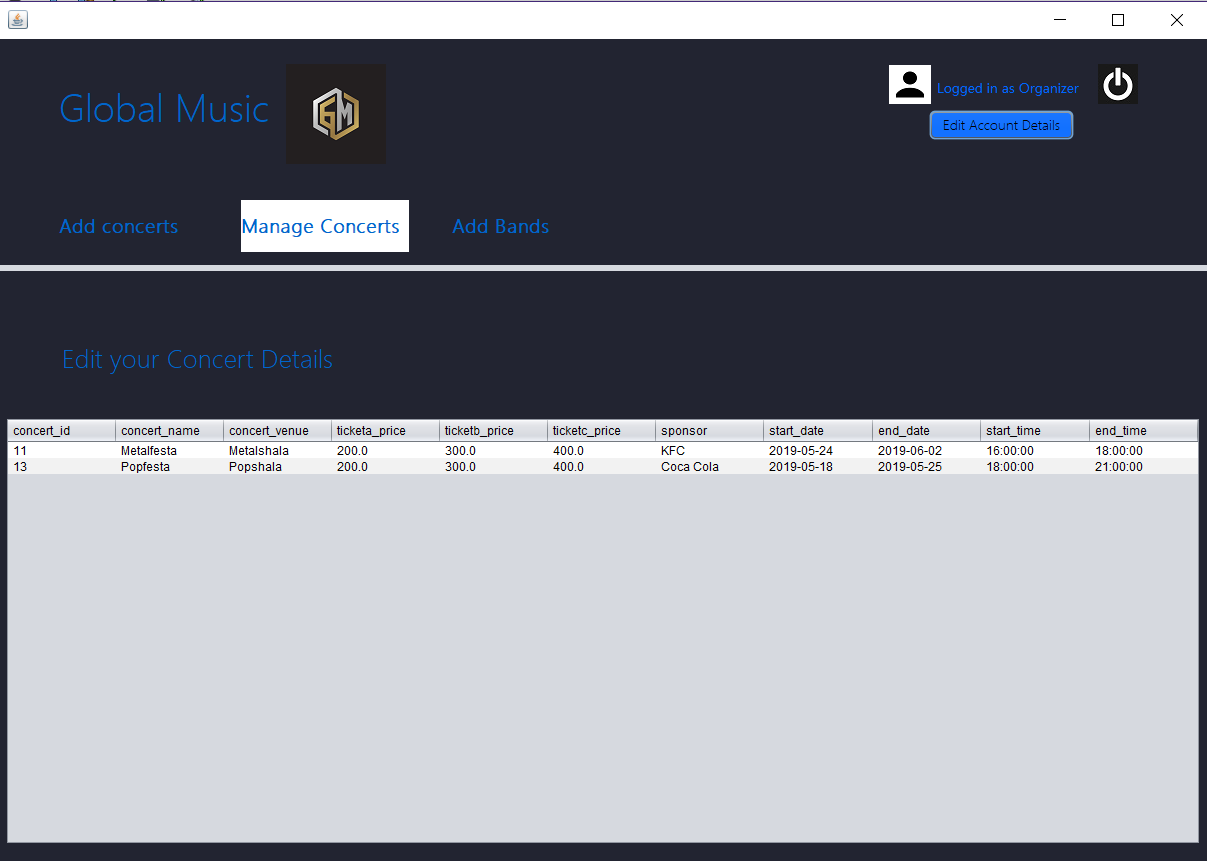 Global Music
GM
Logged in as Organizer
Edit Account Details
Add concerts Manage Concerts Add Bands
Edit your Concert Details
concert_id concert_name concert_venue ticketa_price ticketb_price ticketc_price sponsor start_date end_date start_time end_time
11 Metalfesta Metalshala 200.0 300.0 400.0 KFC 2019-05-24 2019-06-02 16:00:00 18:00:00
13 Popfesta Popshala 200.0 300.0 400.0 Coca Cola 2019-05-18 2019-05-25 18:00:00 21:00:00